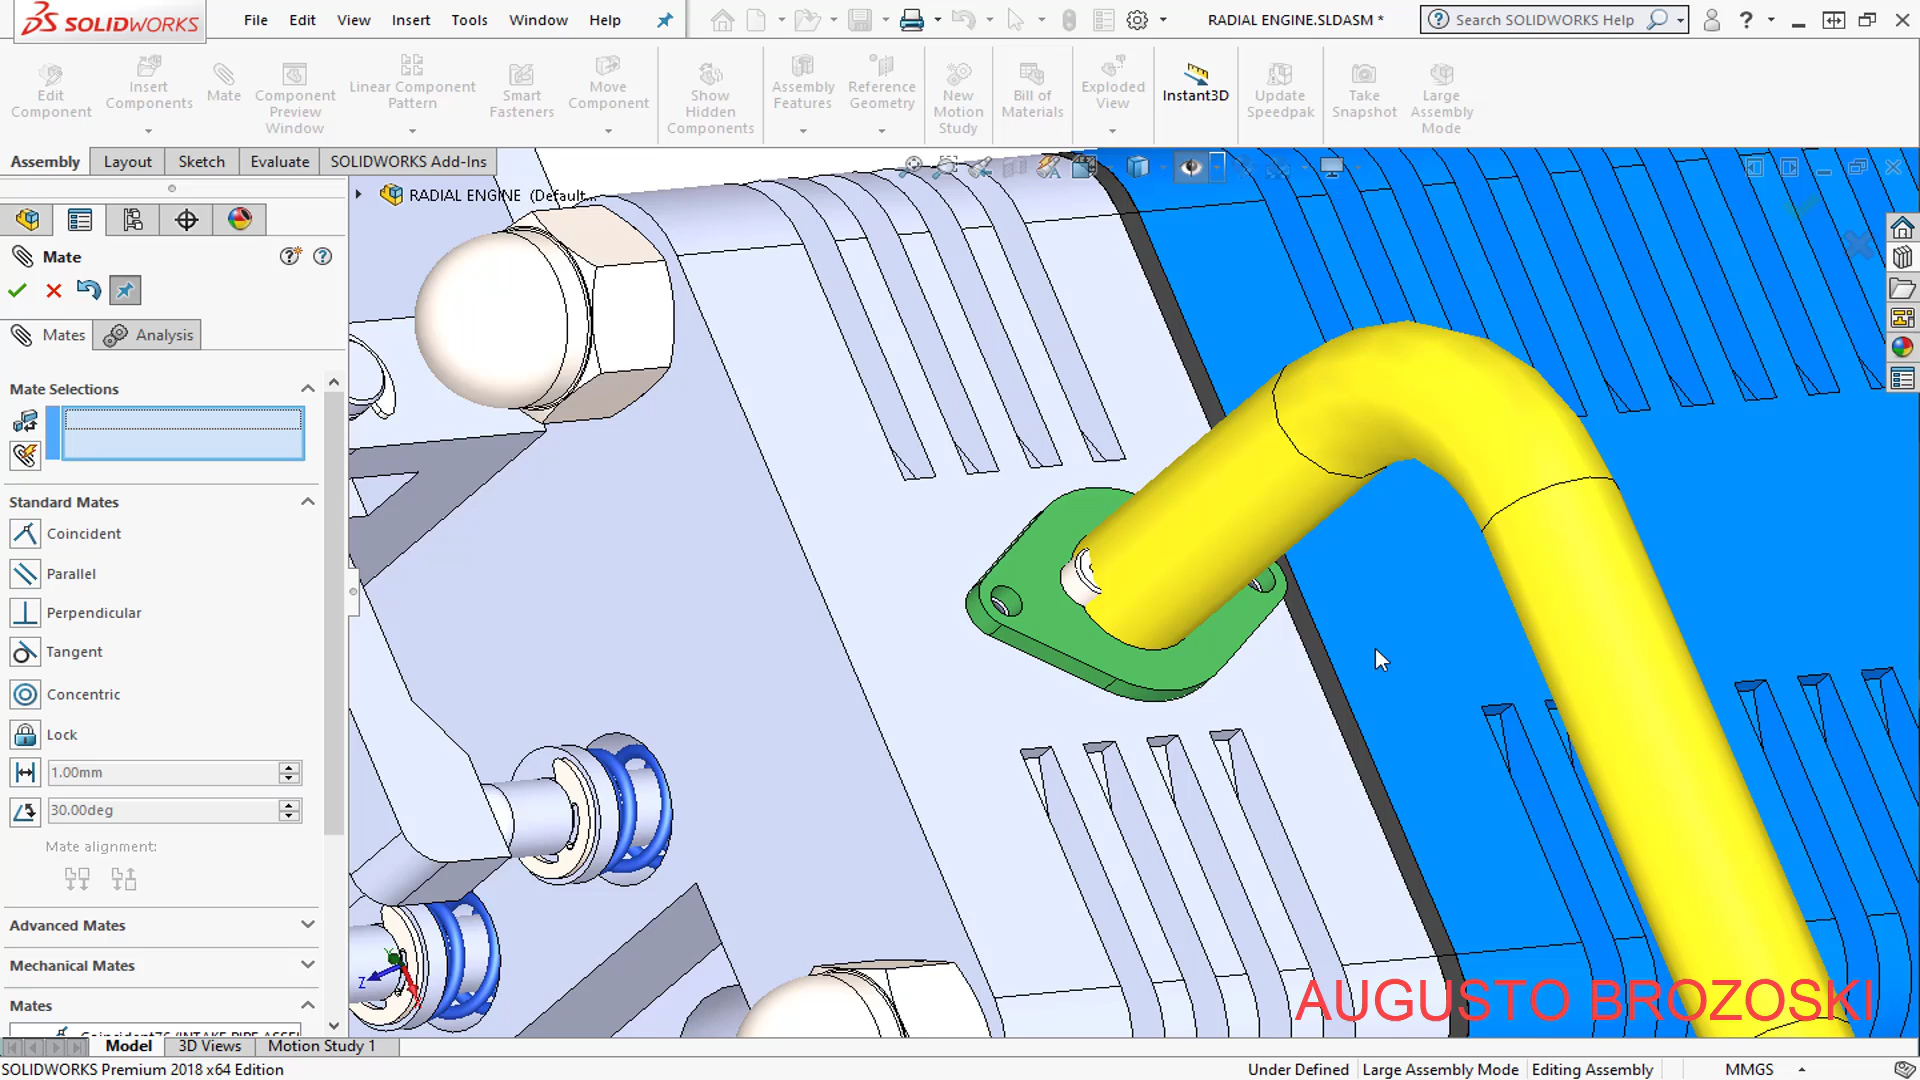 SOLIDWORKS
File Edit View Insert Tools Window Help
RADIAL ENGINE.SLDASM *
Search SOLIDWORKS Help
Edit Component
Insert Components
Mate
Component Preview Window
Linear Component Pattern
Smart Fasteners
Move Component
Show Hidden Components
Assembly Features
Reference Geometry
New Motion Study
Bill of Materials
Exploded View
Instant3D
Update Speedpak
Take Snapshot
Large Assembly Mode
Assembly Layout Sketch Evaluate SOLIDWORKS Add-Ins
RADIAL ENGINE (Default...
Mate
Mates Analysis
Mate Selections
Standard Mates
Coincident
Parallel
Perpendicular
Tangent
Concentric
Lock
1.00mm
30.00deg
Mate alignment:
Advanced Mates
Mechanical Mates
Mates
Coincident76 (INTAKE PIPE ASSEI
Z
AUGUSTO BROZOSKI
Model 3D Views Motion Study 1
SOLIDWORKS Premium 2018 x64 Edition
Under Defined Large Assembly Mode Editing Assembly MMGS